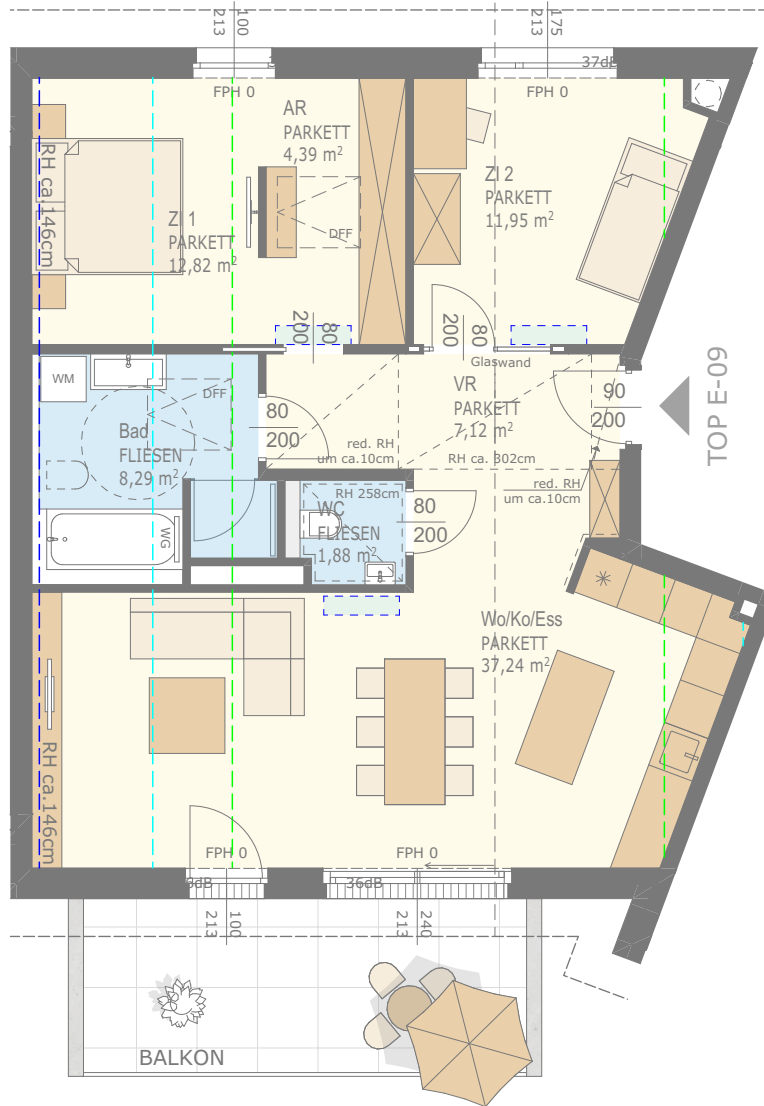 213
100
213
175
37dB
FPH 0
FPH 0
AR
PARKETT
4,39 m²
ZI 2
PARKETT
11,95 m²
RH ca.146cm
ZI 1
PARKETT
12,82 m²
DFF
200
80
200
80
Glaswand
WM
DFF
Bad
FLIESEN
8,29 m²
80
200
VR
PARKETT
7,12 m²
90
200
TOP E-09
red. RH
um ca.10cm
RH ca. 302cm
red. RH
um ca.10cm
RH 258cm
WC
FLIESEN
1,88 m²
80
200
WG
Wo/Ko/Ess
PARKETT
37,24 m²
RH ca.146cm
FPH 0
FPH 0
36dB
213
100
213
240
BALKON